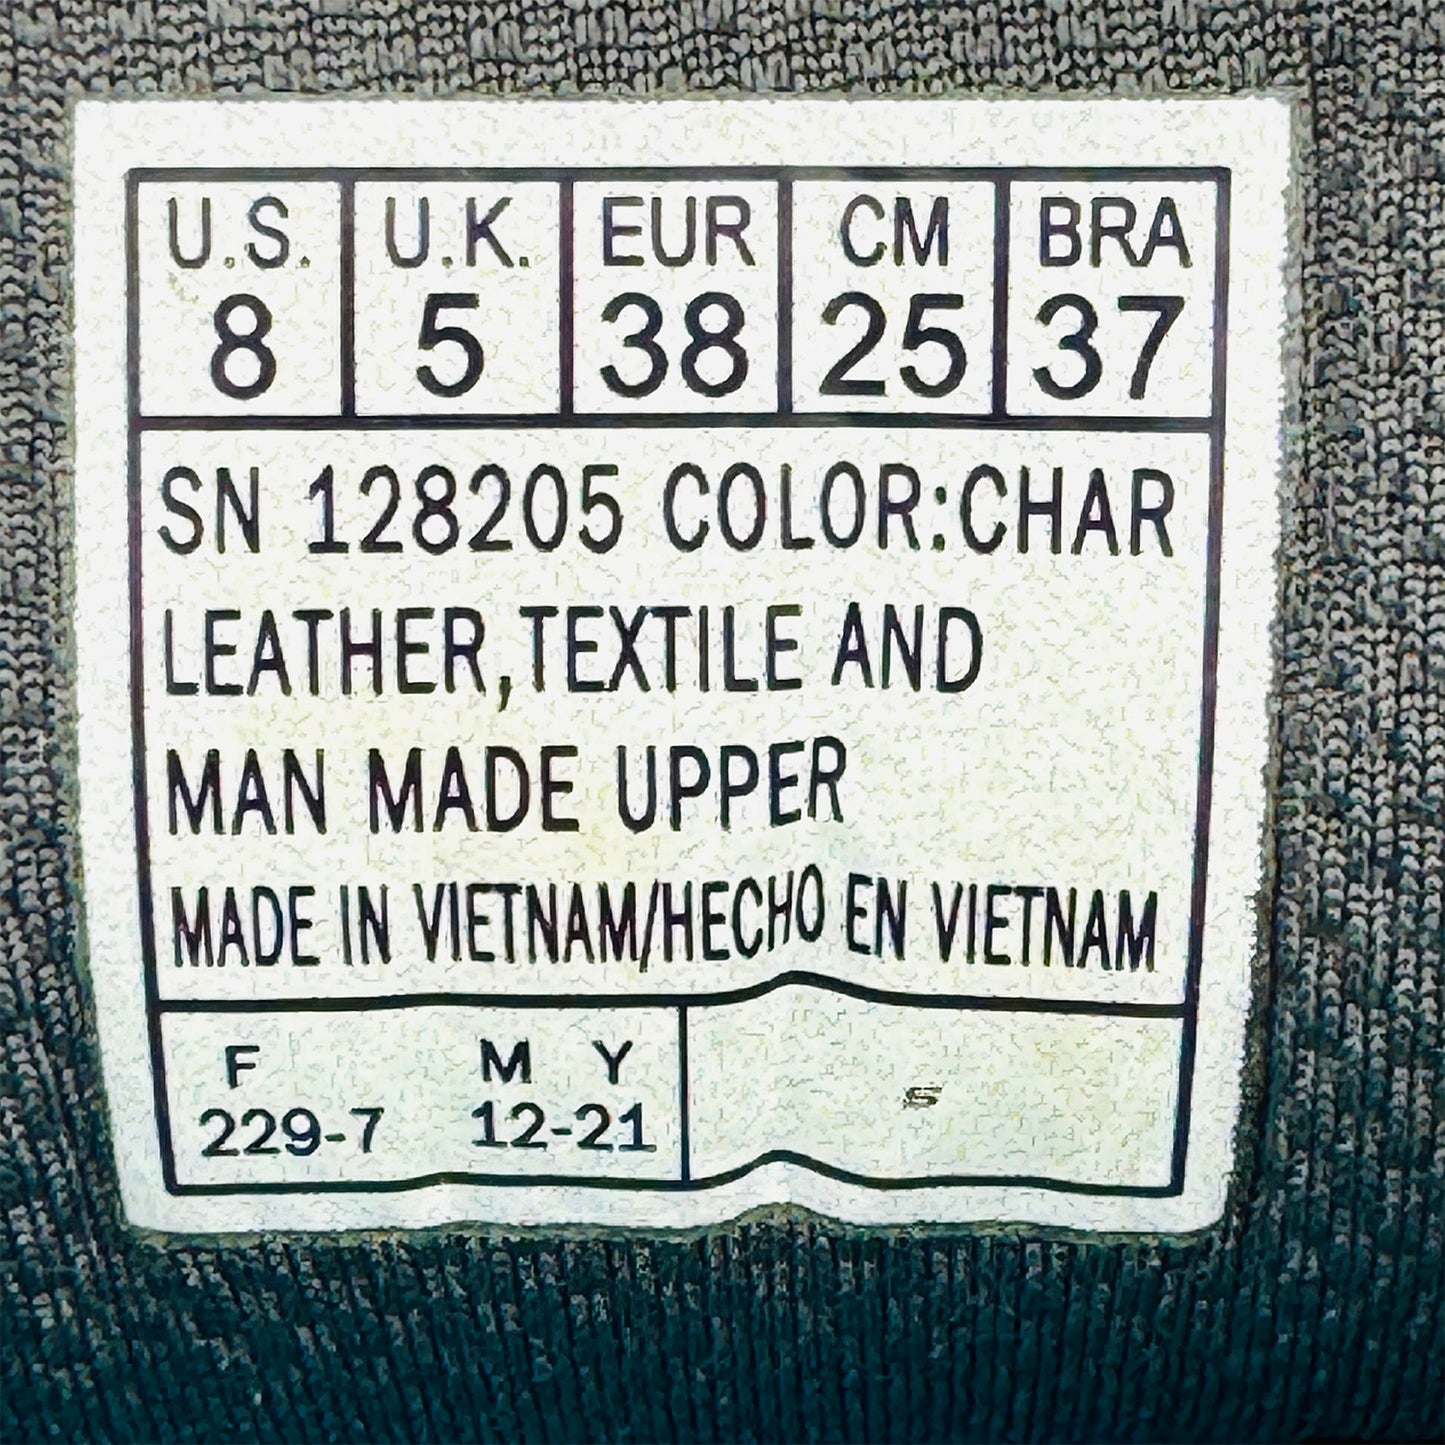 U.S. U.K. EUR CM BRA
8 5 38 25 37
SN 128205 COLOR:CHAR
LEATHER,TEXTILE AND
MAN MADE UPPER
MADE IN VIETNAM/HECHO EN VIETNAM
F M Y
229-7 12-21
S